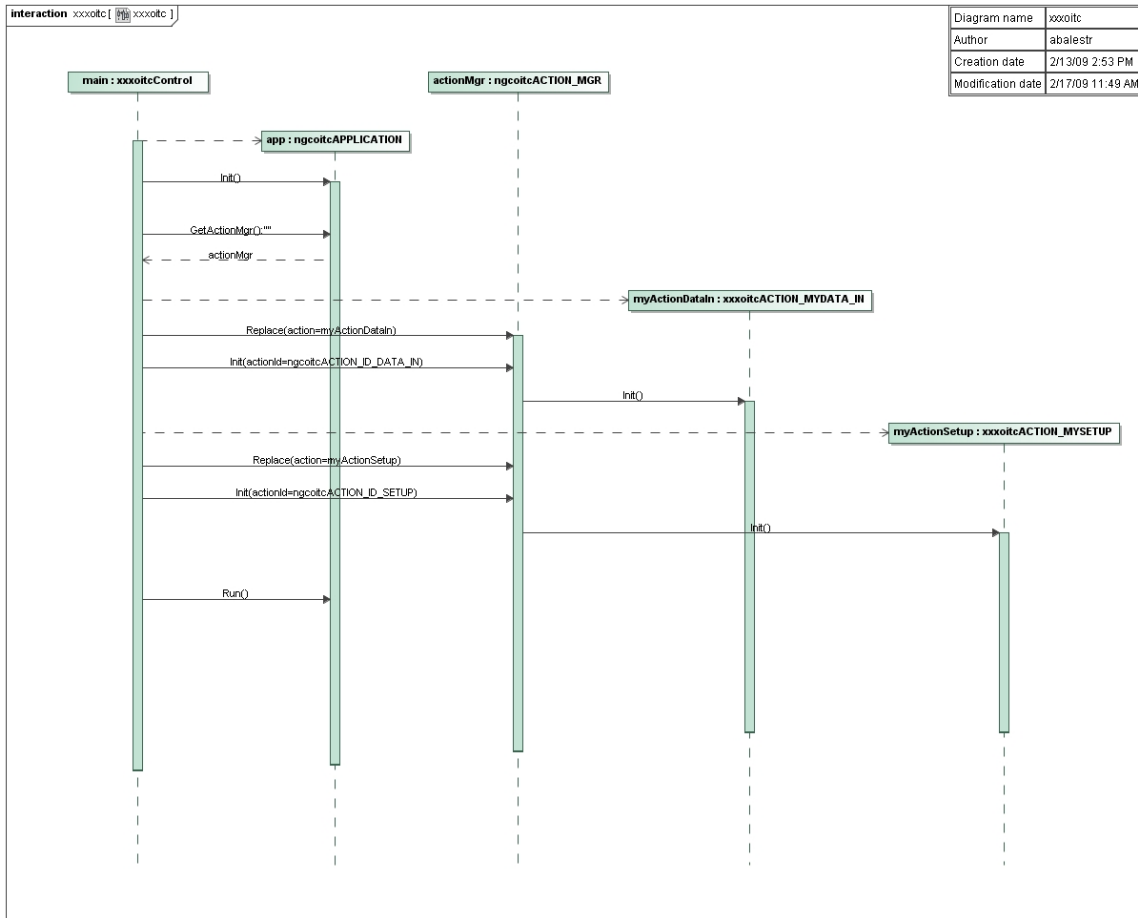 interaction xxxoitc [ xxxoitc ]
Diagram name xxxoitc
Author abalestr
Creation date 2/13/09 2:53 PM
Modification date 2/17/09 11:49 AM
main : xxxoitcControl
actionMgr : ngcoitcACTION_MGR
app : ngcoitcAPPLICATION
Init()
GetActionMgr():""
actionMgr
myActionDataIn : xxxoitcACTION_MYDATA_IN
Replace(action=myActionDataIn)
Init(actionId=ngcoitcACTION_ID_DATA_IN)
Init()
myActionSetup : xxxoitcACTION_MYSETUP
Replace(action=myActionSetup)
Init(actionId=ngcoitcACTION_ID_SETUP)
Init()
Run()